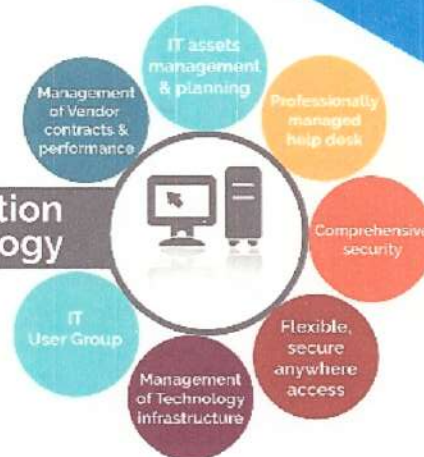 IT assets
management
& planning
Management
of Vendor
contracts &
performance
Professionally
managed
help desk
tion
ogy
Comprehensive
security
IT
User Group
Flexible,
secure
anywhere
access
Management
of Technology
infrastructure